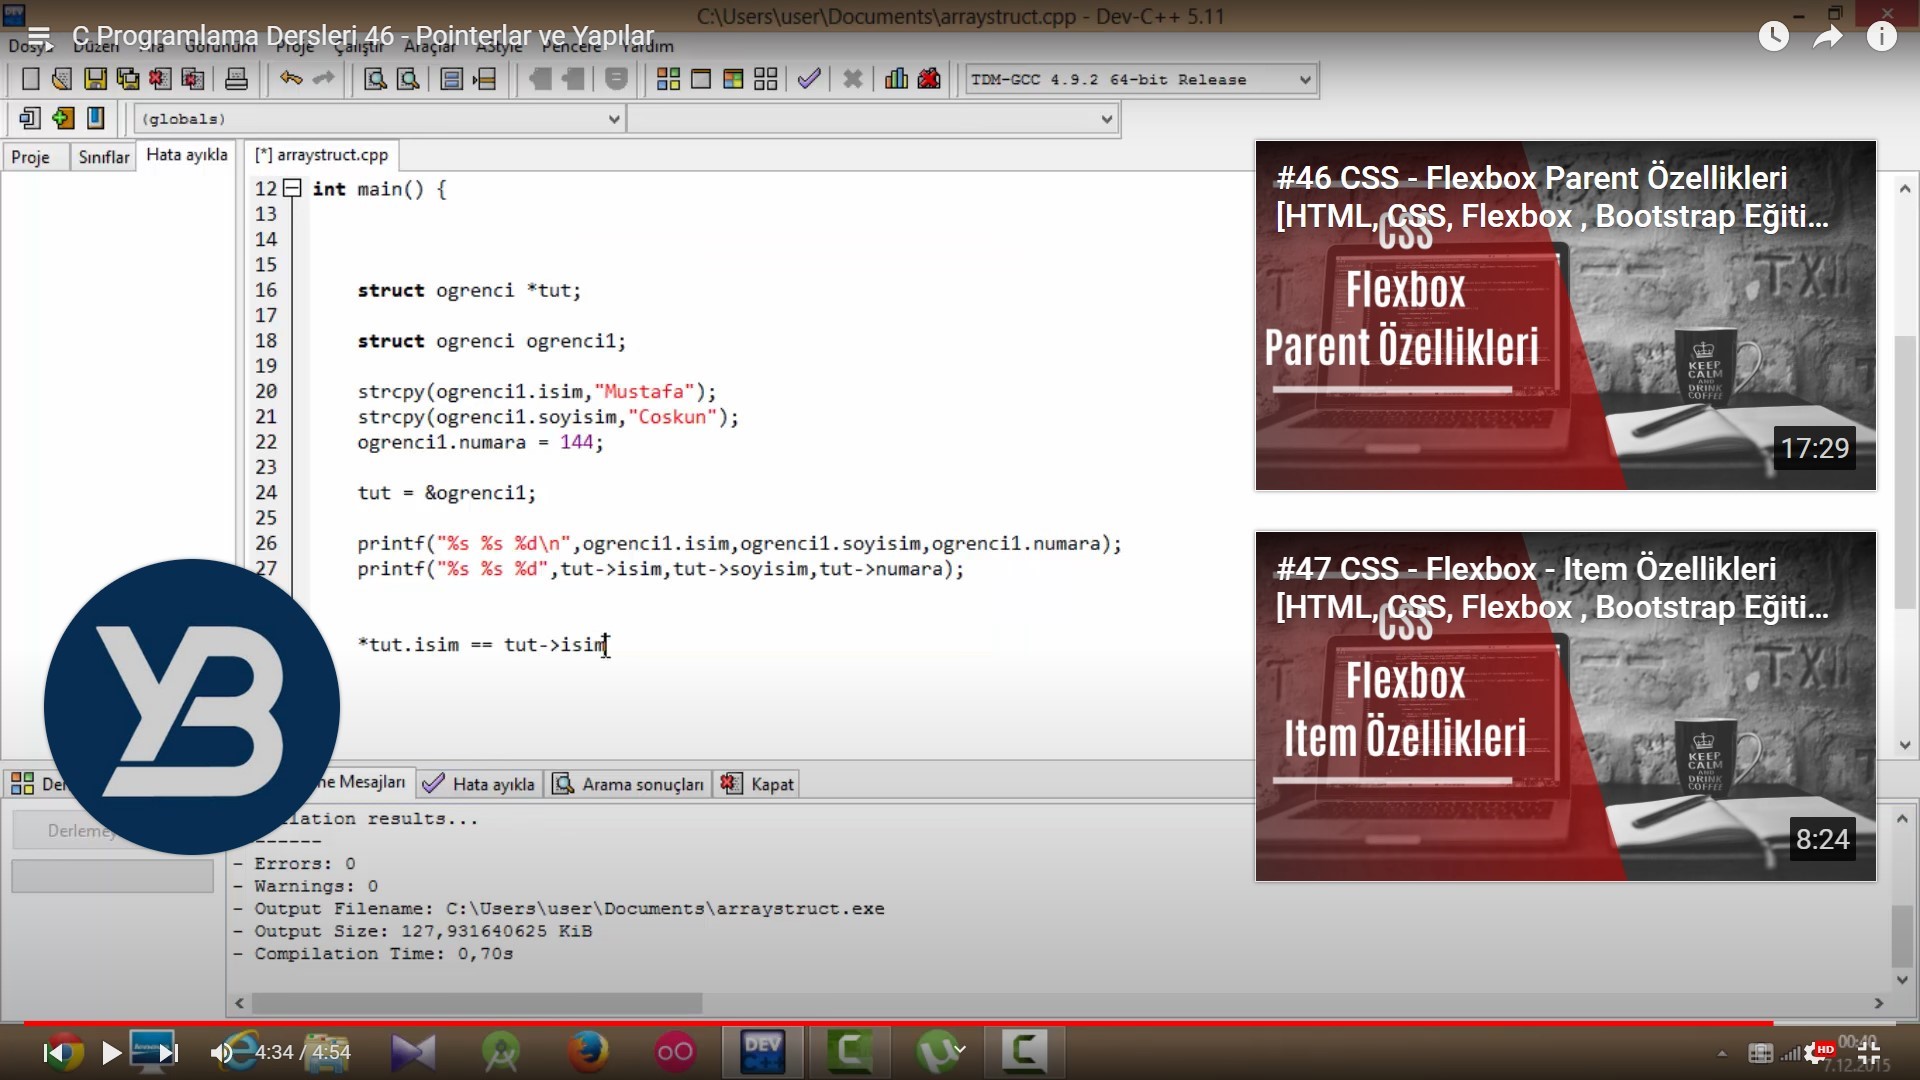 C:\Users\user\Documents\arraystruct.cpp - Dev-C++ 5.11
C Programlama Dersleri 46 - Pointerlar ve Yapılar
Dosya Düzen Ara Görünüm Proje Çalıştır Araçlar AStyle Pencere Yardım
TDM-GCC 4.9.2 64-bit Release
(globals)
Proje Sınıflar Hata ayıkla
[*] arraystruct.cpp
12 int main() {
13
14
15
16 struct ogrenci *tut;
17
18 struct ogrenci ogrenci1;
19
20 strcpy(ogrenci1.isim,"Mustafa");
21 strcpy(ogrenci1.soyisim,"Coskun");
22 ogrenci1.numara = 144;
23
24 tut = &ogrenci1;
25
26 printf("%s %s %d\n",ogrenci1.isim,ogrenci1.soyisim,ogrenci1.numara);
27 printf("%s %s %d",tut->isim,tut->soyisim,tut->numara);
*tut.isim == tut->isim
YB
#46 CSS - Flexbox Parent Özellikleri
[HTML, CSS, Flexbox , Bootstrap Eğiti...
CSS
Flexbox
Parent Özellikleri
KEEP
CALM
AND
DRINK
COFFEE
17:29
#47 CSS - Flexbox - Item Özellikleri
[HTML, CSS, Flexbox , Bootstrap Eğiti...
CSS
Flexbox
Item Özellikleri
KEEP
CALM
AND
DRINK
COFFEE
8:24
Mesajları Hata ayıkla Arama sonuçları Kapat
results...
- Errors: 0
- Warnings: 0
- Output Filename: C:\Users\user\Documents\arraystruct.exe
- Output Size: 127,931640625 KiB
- Compilation Time: 0,70s
4:34 / 4:54
DEV
C++
HD
00:40
7.12.2015